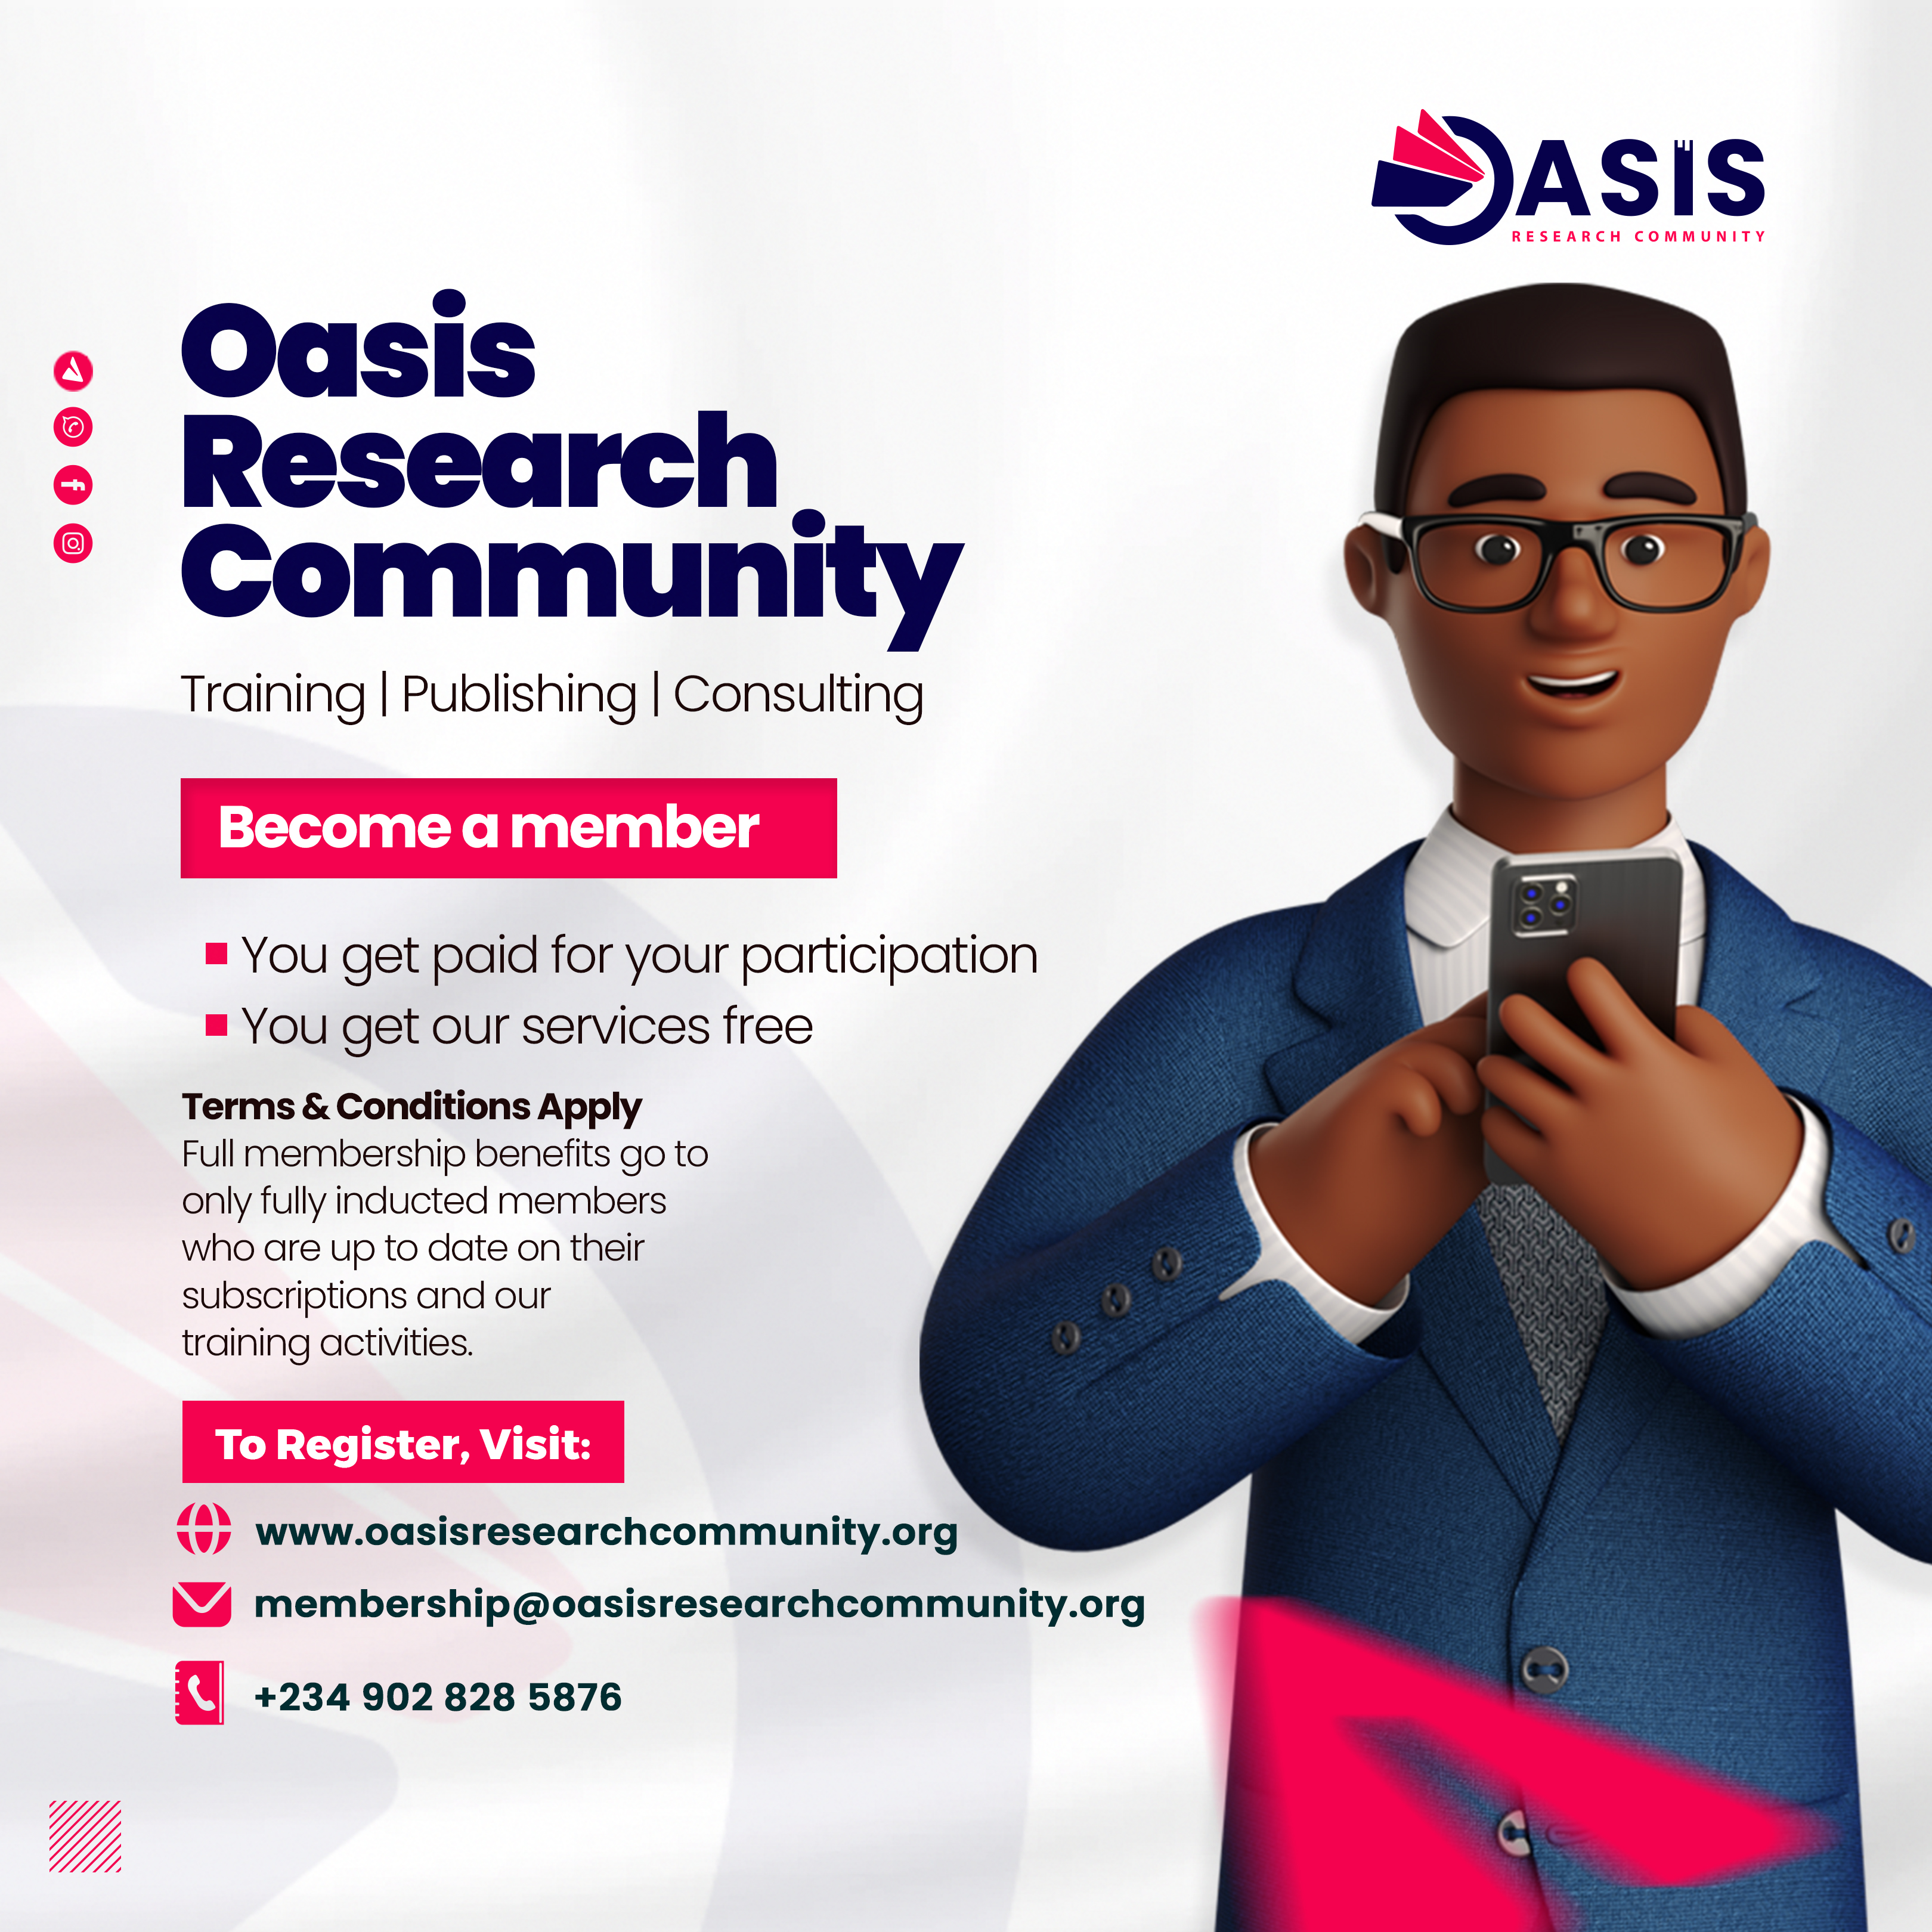 OASIS
RESEARCH COMMUNITY
Oasis
Research
Community
Training | Publishing | Consulting
Become a member
You get paid for your participation
You get our services free
Terms & Conditions Apply
Full membership benefits go to
only fully inducted members
who are up to date on their
subscriptions and our
training activities.
To Register, Visit:
www.oasisresearchcommunity.org
membership@oasisresearchcommunity.org
+234 902 828 5876